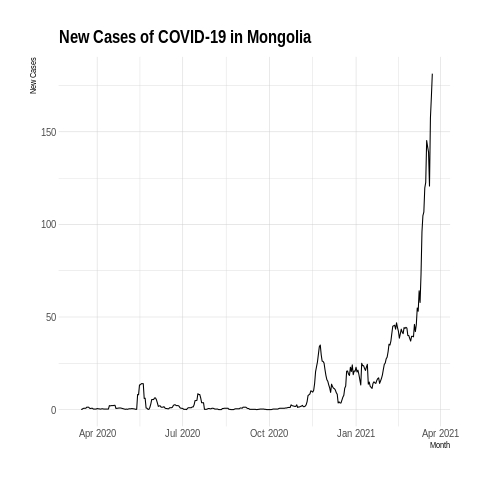 New Cases of COVID-19 in Mongolia
New Cases
150
100
50
0
Apr 2020
Jul 2020
Oct 2020
Jan 2021
Apr 2021
Month